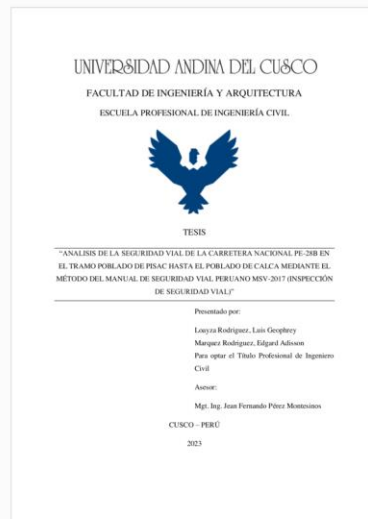 UNIVERSIDAD ANDINA DEL CUSCO
FACULTAD DE INGENIERÍA Y ARQUITECTURA
ESCUELA PROFESIONAL DE INGENIERÍA CIVIL
TESIS
"ANALISIS DE LA SEGURIDAD VIAL DE LA CARRETERA NACIONAL PE-28B EN
EL TRAMO POBLADO DE PISAC HASTA EL POBLADO DE CALCA MEDIANTE EL
MÉTODO DEL MANUAL DE SEGURIDAD VIAL PERUANO MSV-2017 (INSPECCIÓN
DE SEGURIDAD VIAL)"
Presentado por:
Loayza Rodriguez, Luis Geophrey
Marquez Rodriguez, Edgard Adisson
Para optar el Título Profesional de Ingeniero
Civil
Asesor:
Mgt. Ing. Jean Fernando Pérez Montesinos
CUSCO – PERÚ
2023